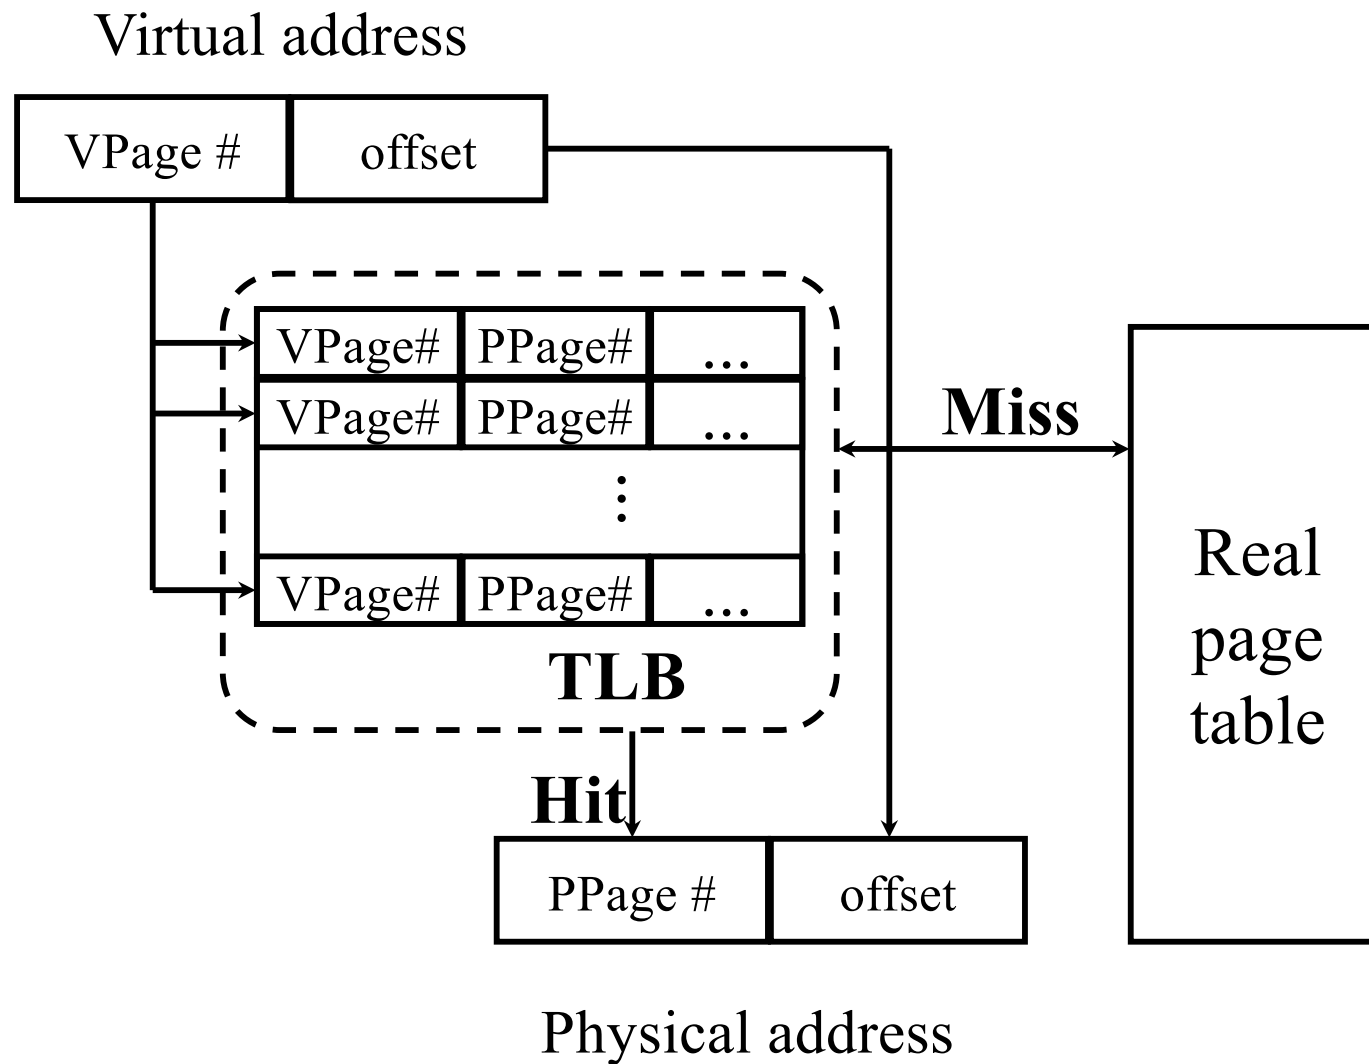 Virtual address
VPage # offset
VPage# PPage# ...
VPage# PPage# ...
Miss
⋮
VPage# PPage# ...
TLB
Real
page
table
Hit
PPage # offset
Physical address